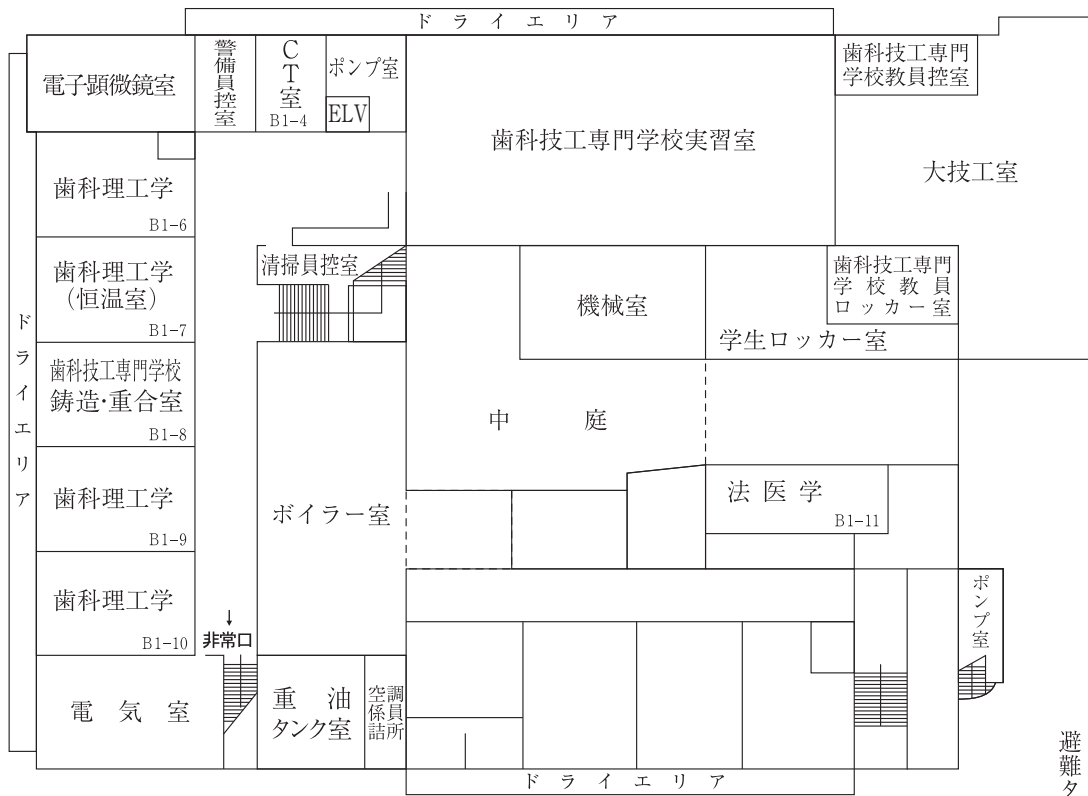 ドライエリア
電子顕微鏡室
警備員控室
CT室
B1-4
ポンプ室
ELV
歯科技工専門学校実習室
歯科技工専門
学校教員控室
大技工室
歯科理工学
B1-6
歯科理工学
(恒温室)
B1-7
清掃員控室
機械室
歯科技工専門
学校教員
ロッカー室
学生ロッカー室
ドライエリア
歯科技工専門学校
鋳造・重合室
B1-8
中庭
歯科理工学
B1-9
ボイラー室
法医学
B1-11
歯科理工学
B1-10
↓
非常口
ポンプ室
電気室
重油
タンク室
調員所
空係詰
ドライエリア
避難タ